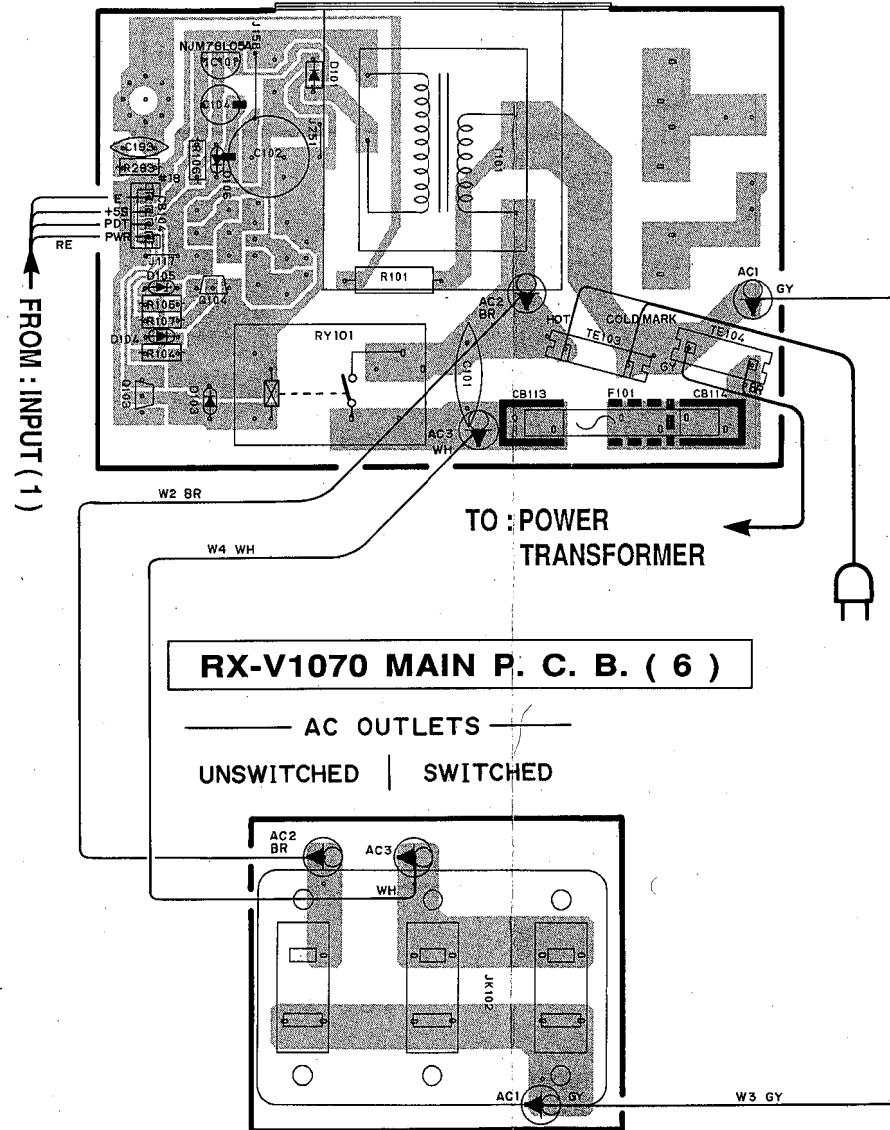 J158
NJM78L05A
IC101
D101
C104
J251
C193
R106
C102
T101
R283
D106
#18
CB104
E
+5S
PDT
PWR
RE
J117
D105
Q104
R105
R107
D104
R104
Q103
D103
R101
RY101
C101
AC2
BR
AC1
GY
HOT
COLD MARK
TE103
TE104
GY
BR
CB113
F101
CB114
AC3
WH
FROM : INPUT ( 1 )
W2 BR
W4 WH
TO : POWER
TRANSFORMER
RX-V1070 MAIN P. C. B. ( 6 )
AC OUTLETS
UNSWITCHED | SWITCHED
AC2
BR
AC3
WH
JK102
AC1
GY
W3 GY